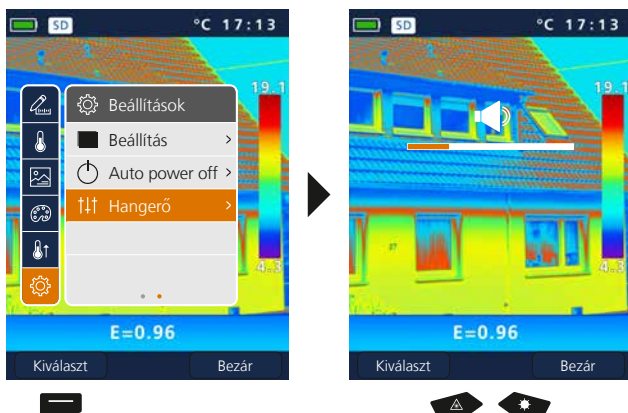 SD °C 17:13
19.1
Beállítások
Beállítás
Auto power off
Hangerő
4.3
E=0.96
Kiválaszt Bezár
SD °C 17:13
19.1
27
4.3
E=0.96
Kiválaszt Bezár